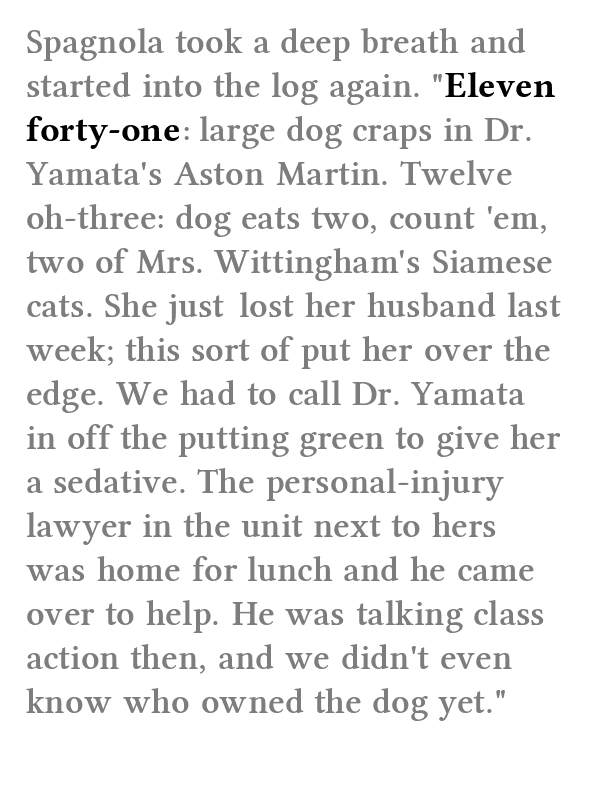 Spagnola took a deep breath and
started into the log again. "Eleven
forty-one: large dog craps in Dr.
Yamata's Aston Martin. Twelve
oh-three: dog eats two, count 'em,
two of Mrs. Wittingham's Siamese
cats. She just lost her husband last
week; this sort of put her over the
edge. We had to call Dr. Yamata
in off the putting green to give her
a sedative. The personal-injury
lawyer in the unit next to hers
was home for lunch and he came
over to help. He was talking class
action then, and we didn't even
know who owned the dog yet."